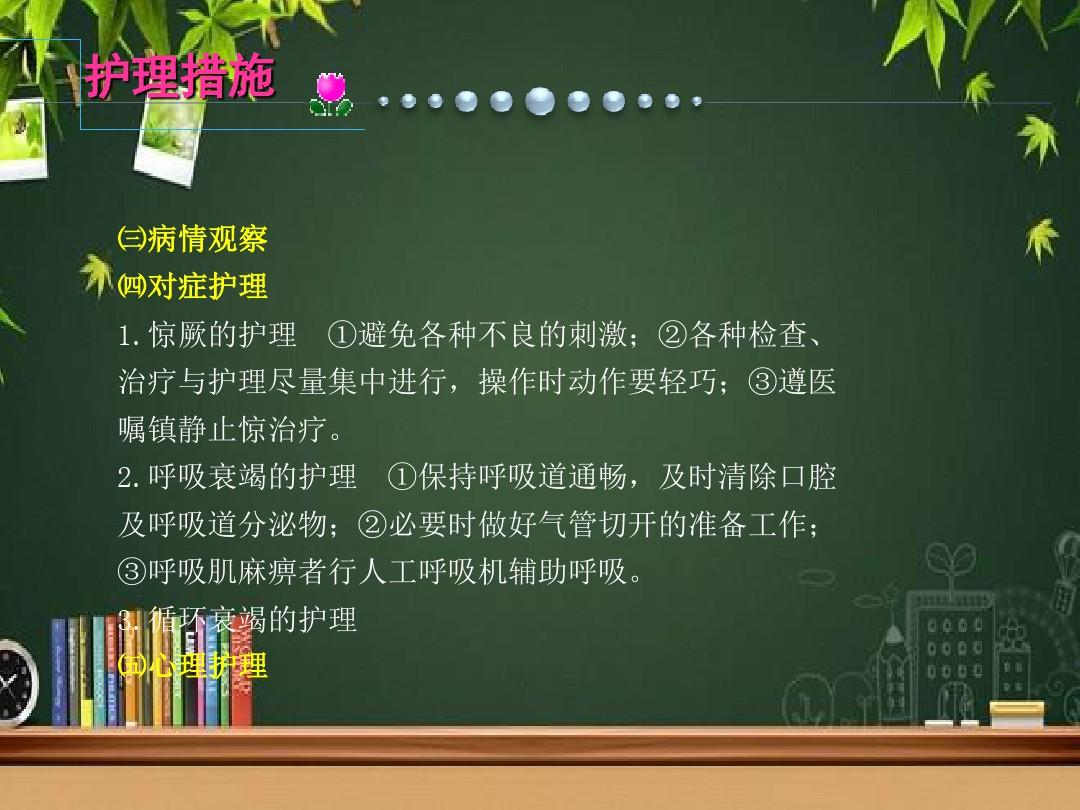 护理措施
㈢病情观察
㈣对症护理
1.惊厥的护理　①避免各种不良的刺激；②各种检查、
治疗与护理尽量集中进行，操作时动作要轻巧；③遵医
嘱镇静止惊治疗。
2.呼吸衰竭的护理　①保持呼吸道通畅，及时清除口腔
及呼吸道分泌物；②必要时做好气管切开的准备工作；
③呼吸肌麻痹者行人工呼吸机辅助呼吸。
3.循环衰竭的护理
㈤心理护理